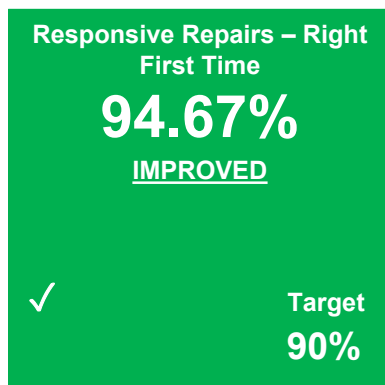 Responsive Repairs – Right
First Time
94.67%
IMPROVED
✓
Target
90%